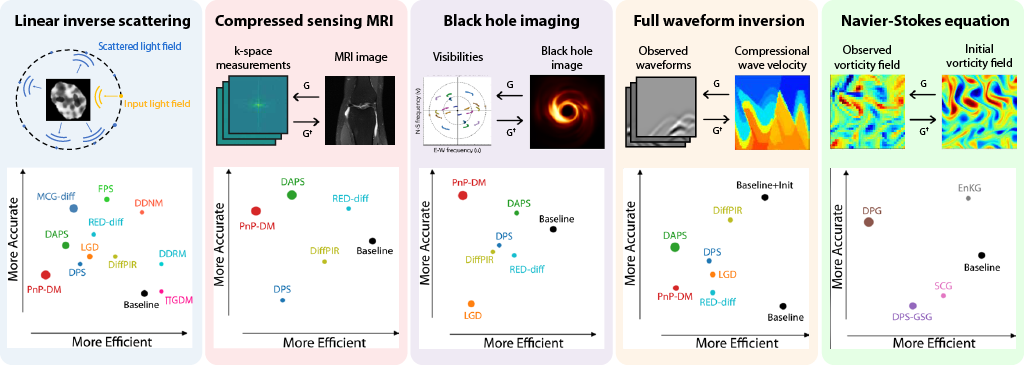 Linear inverse scattering
Scattered light field
Input light field
More Accurate
MCG-diff
FPS
DDNM
RED-diff
DAPS
LGD
DPS
DiffPIR
DDRM
PnP-DM
Baseline
ΠGDM
More Efficient
Compressed sensing MRI
k-space
measurements
MRI image
G
G†
More Accurate
DAPS
RED-diff
PnP-DM
Baseline
DiffPIR
DPS
More Efficient
Black hole imaging
Visibilities
Black hole
image
G
G†
N-S frequency (v)
E-W frequency (u)
More Accurate
PnP-DM
DAPS
Baseline
DPS
DiffPIR
RED-diff
LGD
More Efficient
Full waveform inversion
Observed
waveforms
Compressional
wave velocity
G
G†
More Accurate
Baseline+Init
DiffPIR
DAPS
DPS
LGD
PnP-DM
RED-diff
Baseline
More Efficient
Navier-Stokes equation
Observed
vorticity field
Initial
vorticity field
G
G†
More Accurate
EnKG
DPG
Baseline
SCG
DPS-GSG
More Efficient